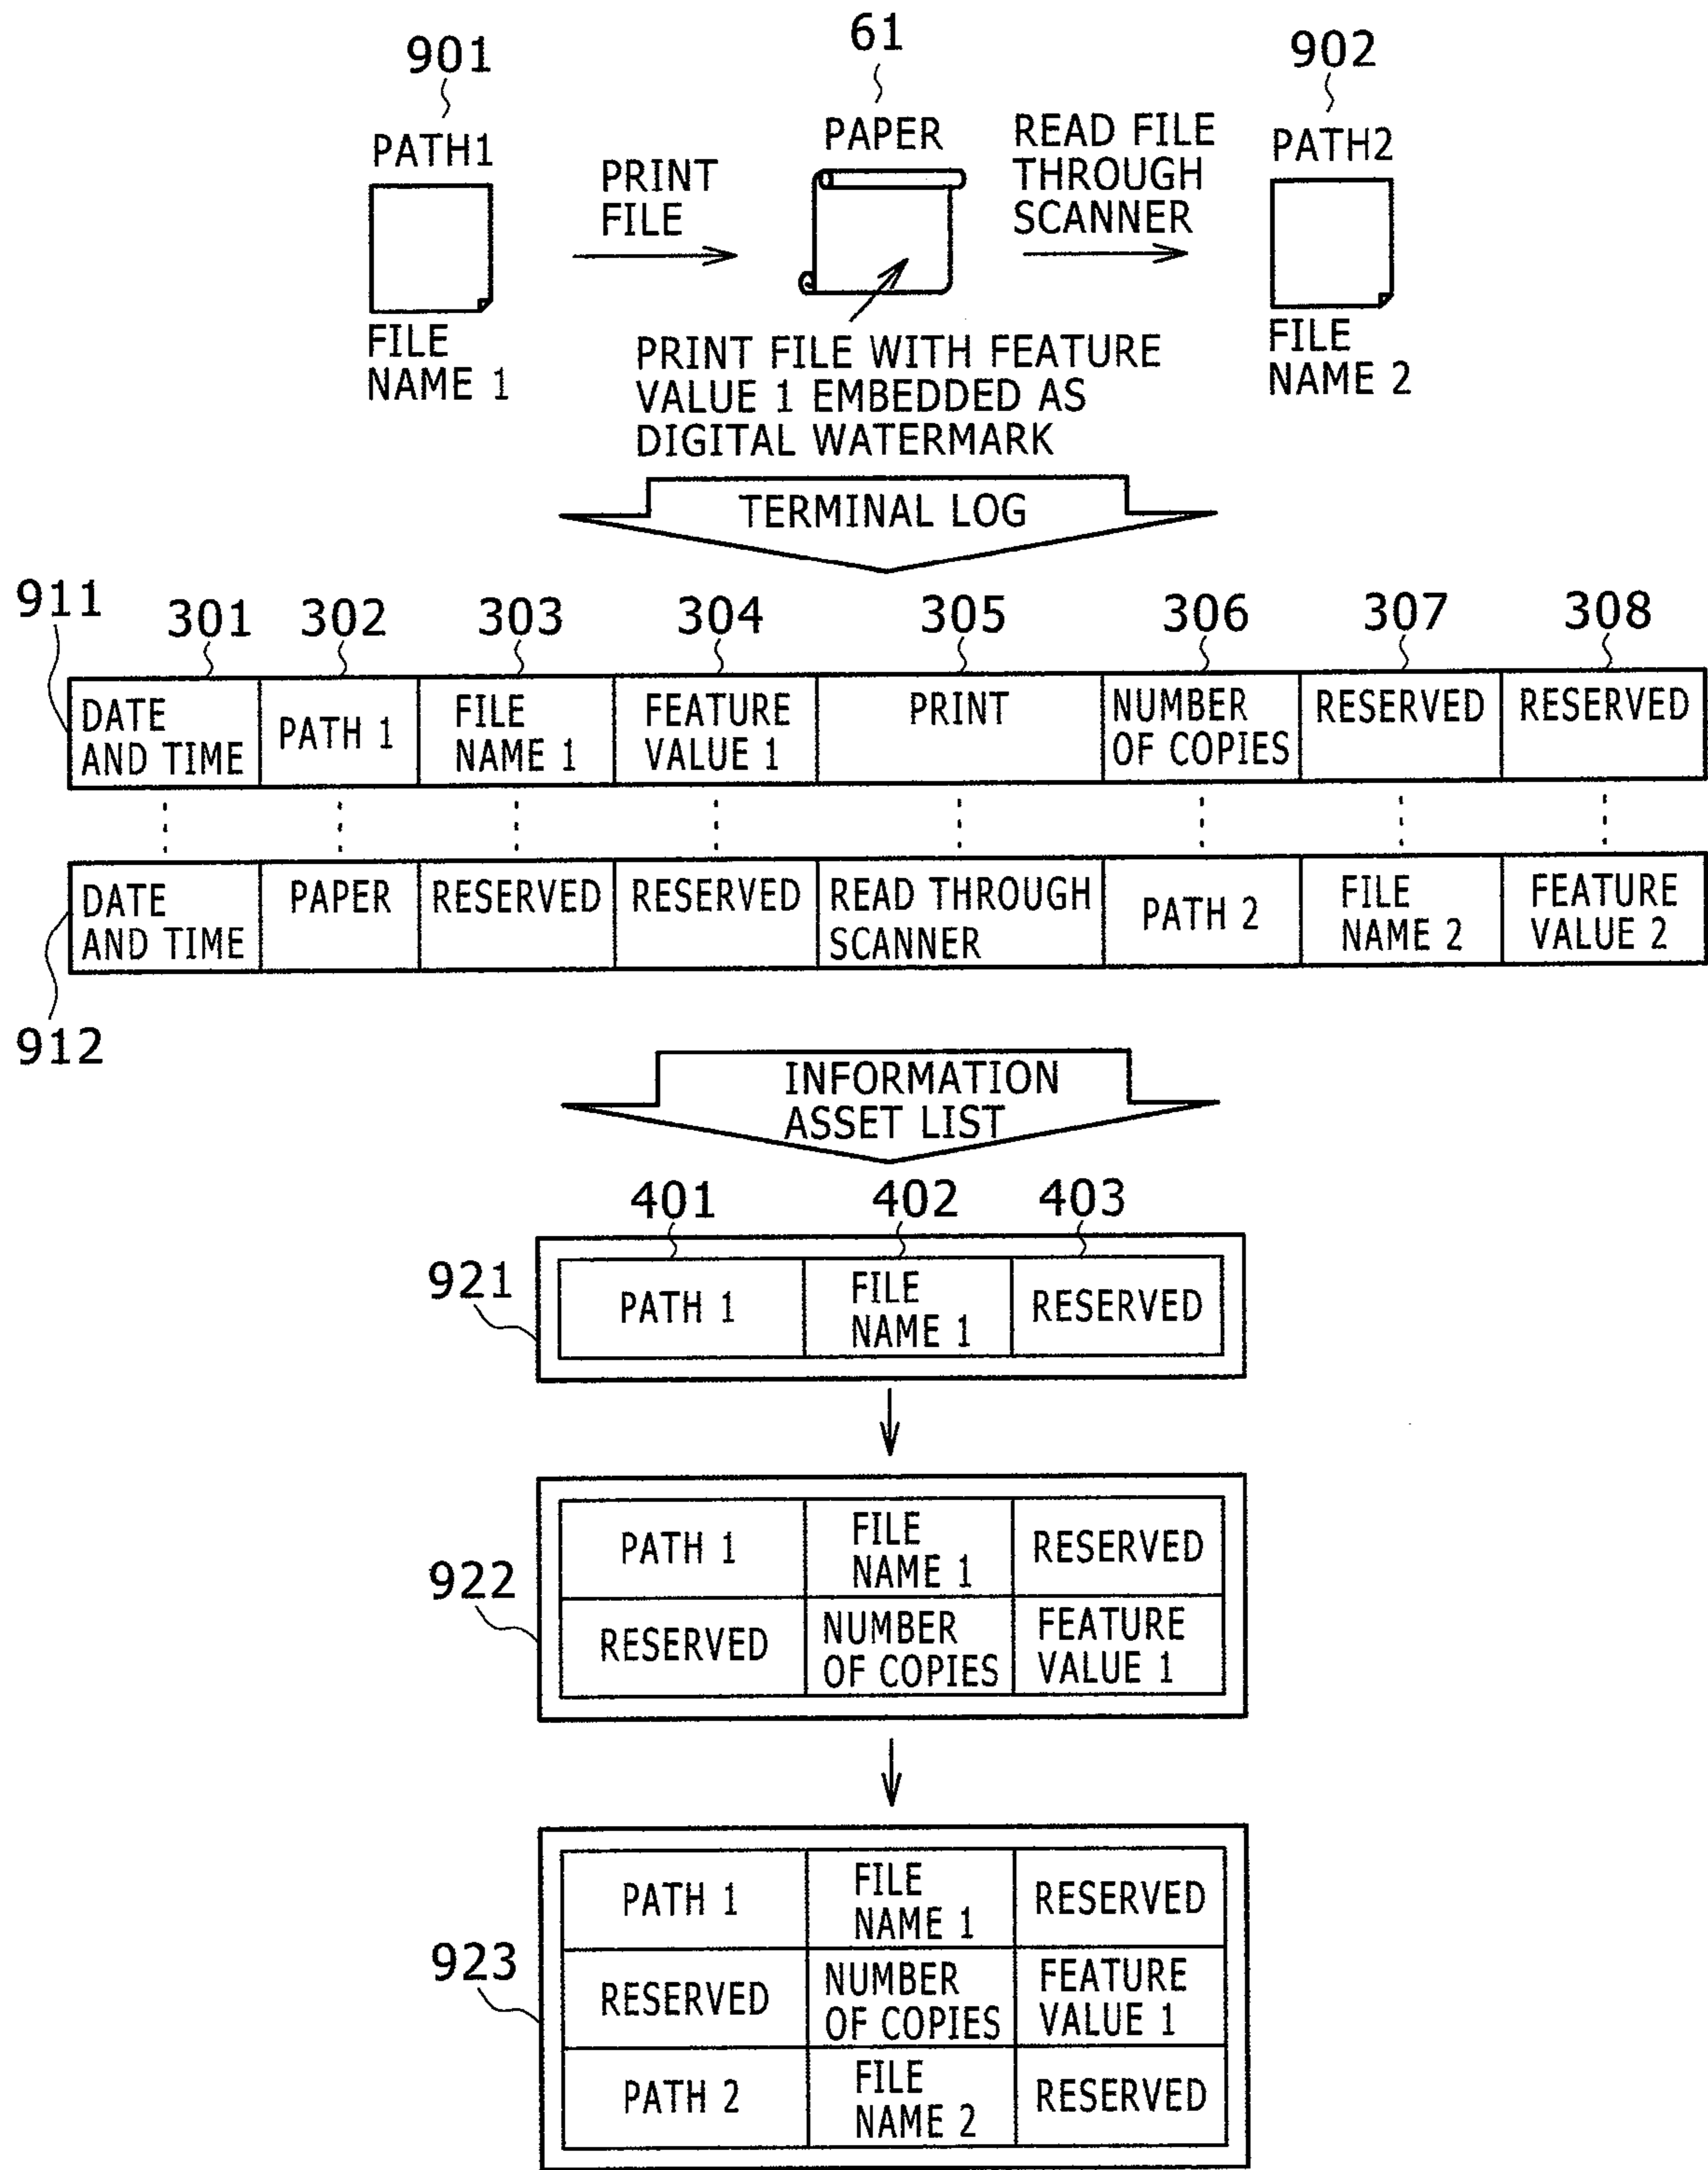 901
61
902
PATH1
PRINT
FILE
PAPER
READ FILE
THROUGH
SCANNER
PATH2
FILE
NAME 1
PRINT FILE WITH FEATURE
VALUE 1 EMBEDDED AS
DIGITAL WATERMARK
FILE
NAME 2
TERMINAL LOG
911
301
302
303
304
305
306
307
308
DATE
AND TIME
PATH 1
FILE
NAME 1
FEATURE
VALUE 1
PRINT
NUMBER
OF COPIES
RESERVED
RESERVED
DATE
AND TIME
PAPER
RESERVED
RESERVED
READ THROUGH
SCANNER
PATH 2
FILE
NAME 2
FEATURE
VALUE 2
912
INFORMATION
ASSET LIST
401
402
403
921
PATH 1
FILE
NAME 1
RESERVED
922
PATH 1
FILE
NAME 1
RESERVED
RESERVED
NUMBER
OF COPIES
FEATURE
VALUE 1
923
PATH 1
FILE
NAME 1
RESERVED
RESERVED
NUMBER
OF COPIES
FEATURE
VALUE 1
PATH 2
FILE
NAME 2
RESERVED